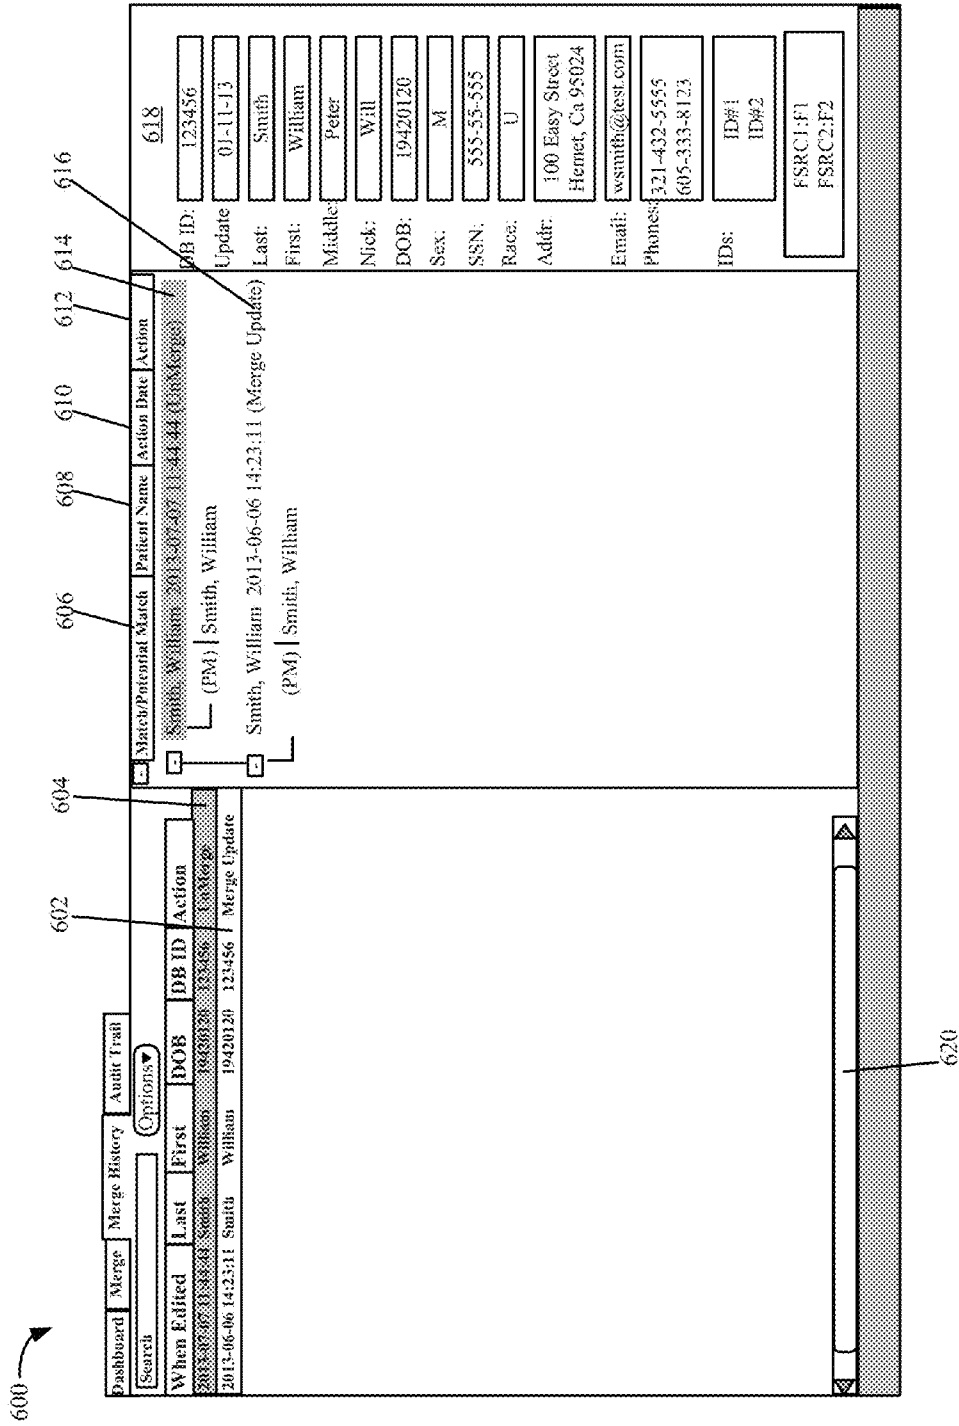 600
Dashboard Merge Merge History Audit Trail
Search Options
When Edited Last First DOB DB ID Action
2013-07-07 11:44:44 Smith William 19420120 123456 UnMerge
2013-06-06 14:23:11 Smith William 19420120 123456 Merge Update
602
604
606
608
610
612
614
616
- Match/Potential Match Patient Name Action Date Action
- Smith, William 2013-07-07 11:44:44 (UnMerge)
(PM) Smith, William
- Smith, William 2013-06-06 14:23:11 (Merge Update)
(PM) Smith, William
618
DB ID: 123456
Update 01-11-13
Last: Smith
First: William
Middle: Peter
Nick: Will
DOB: 19420120
Sex: M
SSN: 555-55-555
Race: U
Addr: 100 Easy Street
Hemet, Ca 95024
Email: wsmith@test.com
Phones: 321-432-5555
605-333-8123
IDs: ID#1
ID#2
FSRC1:F1
FSRC2:F2
620